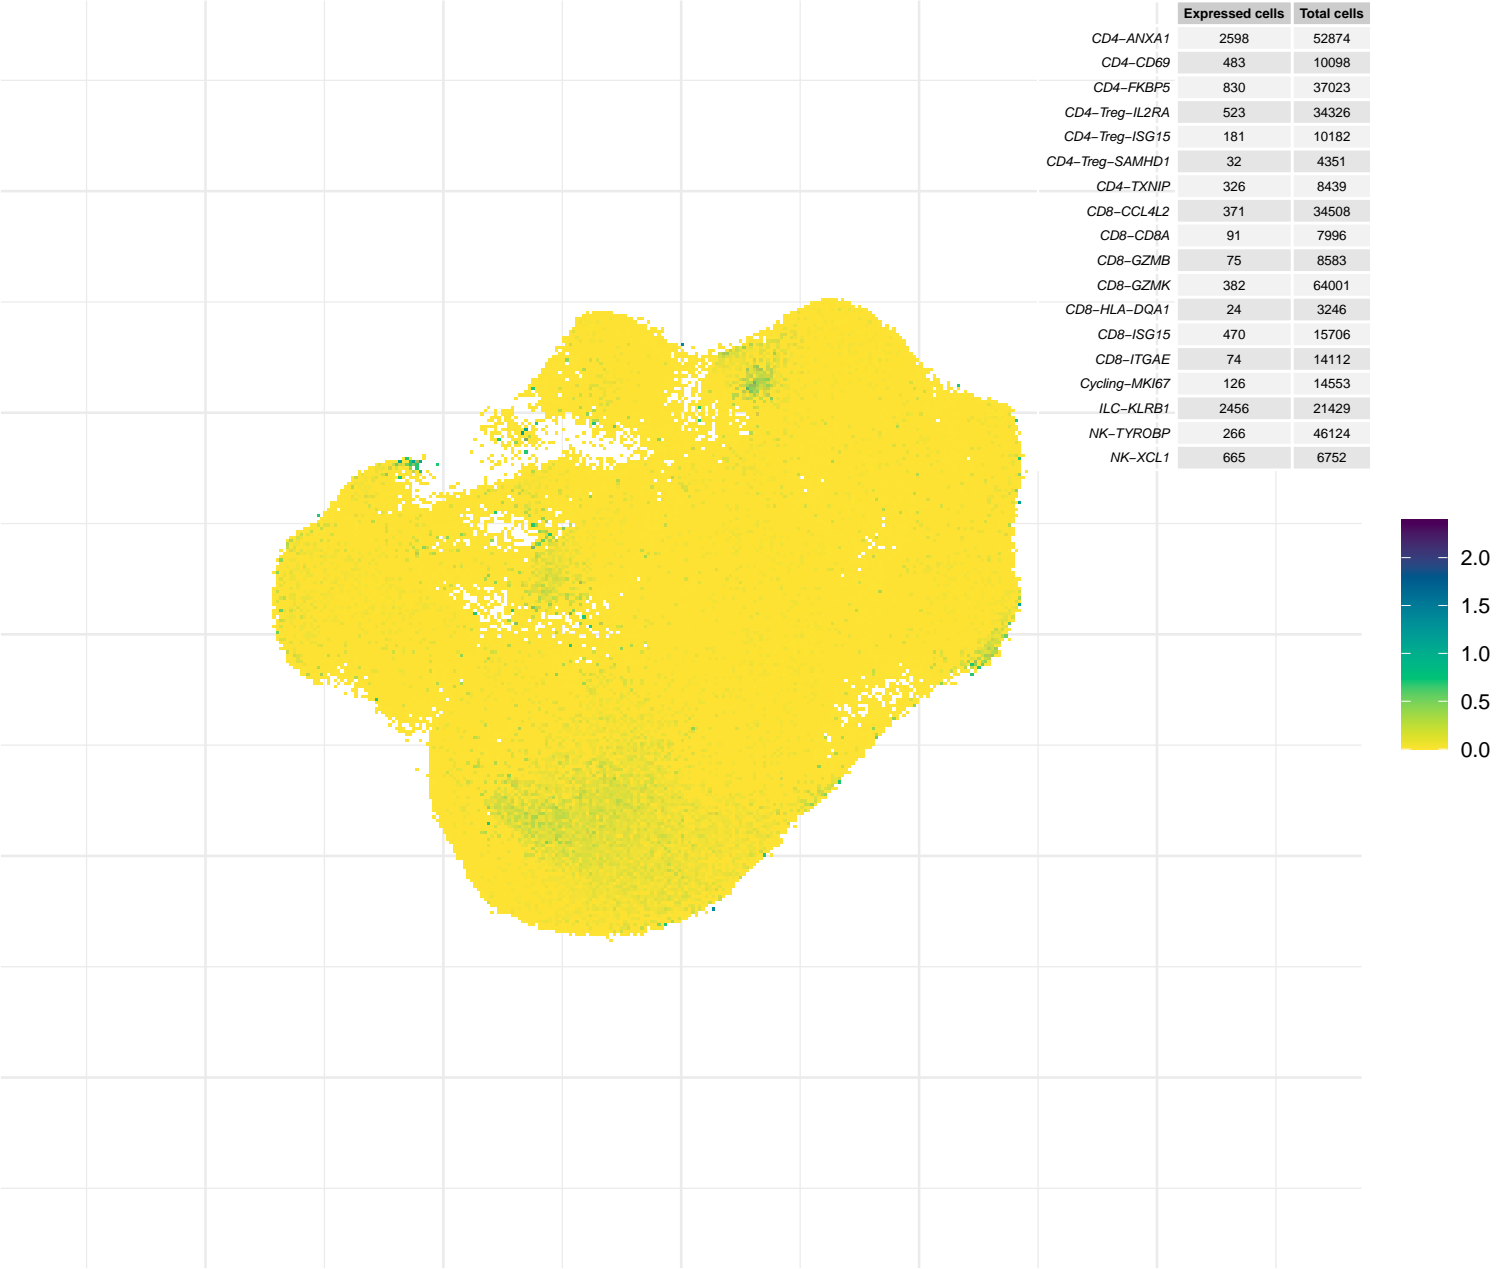 Expressed cells Total cells
CD4−ANXA1 2598 52874
CD4−CD69 483 10098
CD4−FKBP5 830 37023
CD4−Treg−IL2RA 523 34326
CD4−Treg−ISG15 181 10182
CD4−Treg−SAMHD1 32 4351
CD4−TXNIP 326 8439
CD8−CCL4L2 371 34508
CD8−CD8A 91 7996
CD8−GZMB 75 8583
CD8−GZMK 382 64001
CD8−HLA−DQA1 24 3246
CD8−ISG15 470 15706
CD8−ITGAE 74 14112
Cycling−MKI67 126 14553
ILC−KLRB1 2456 21429
NK−TYROBP 266 46124
NK−XCL1 665 6752
2.0
1.5
1.0
0.5
0.0